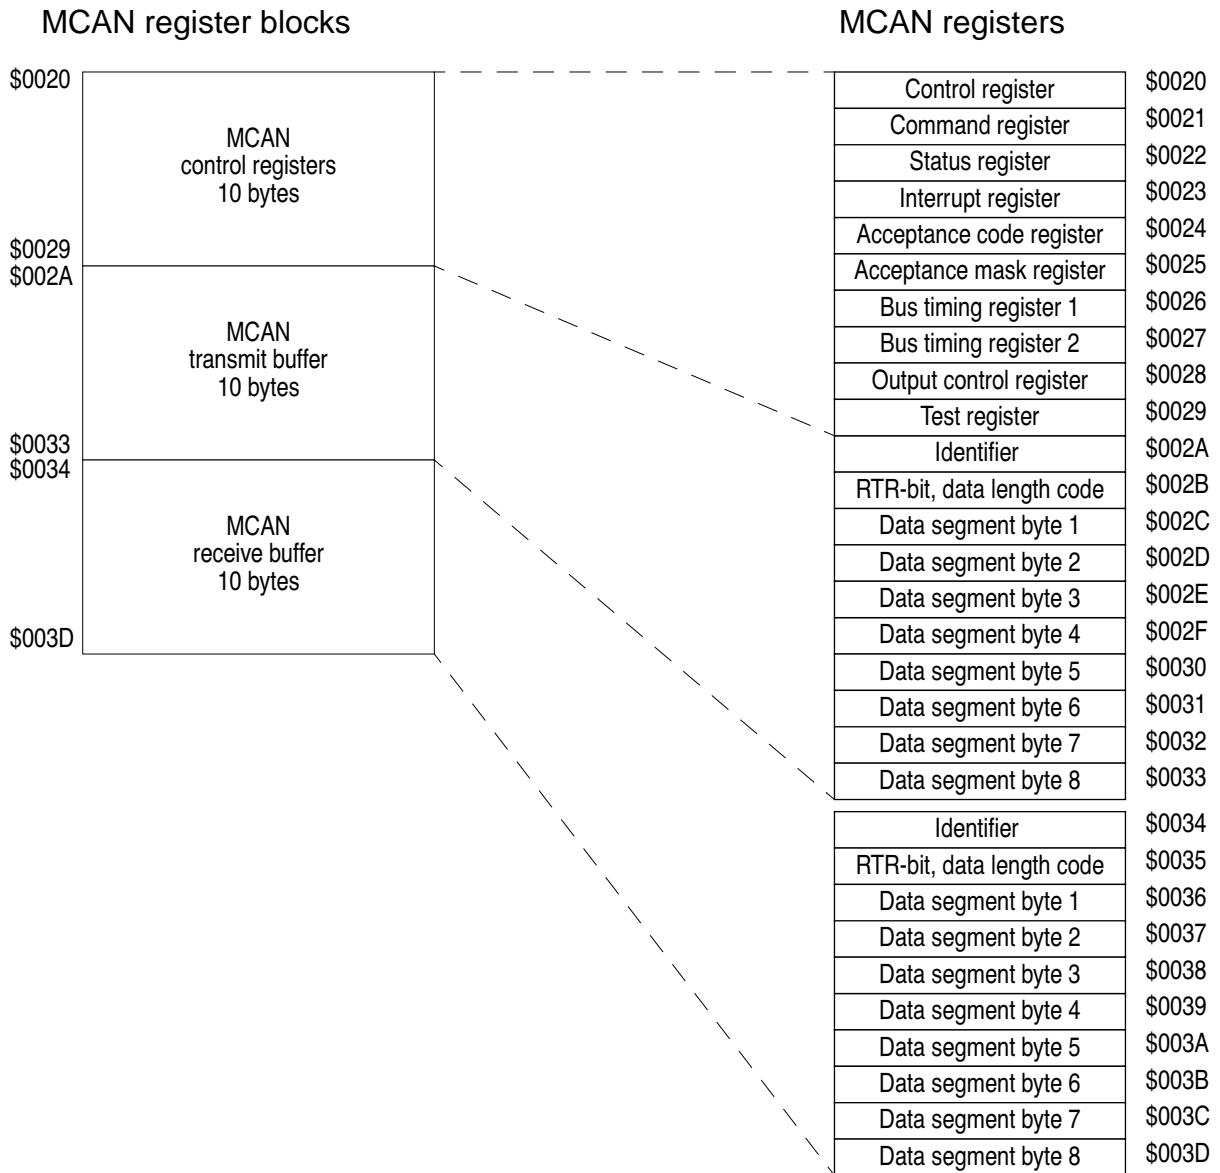 MCAN register blocks
$0020
MCAN
control registers
10 bytes
$0029
$002A
MCAN
transmit buffer
10 bytes
$0033
$0034
MCAN
receive buffer
10 bytes
$003D
MCAN registers
Control register $0020
Command register $0021
Status register $0022
Interrupt register $0023
Acceptance code register $0024
Acceptance mask register $0025
Bus timing register 1 $0026
Bus timing register 2 $0027
Output control register $0028
Test register $0029
Identifier $002A
RTR-bit, data length code $002B
Data segment byte 1 $002C
Data segment byte 2 $002D
Data segment byte 3 $002E
Data segment byte 4 $002F
Data segment byte 5 $0030
Data segment byte 6 $0031
Data segment byte 7 $0032
Data segment byte 8 $0033
Identifier $0034
RTR-bit, data length code $0035
Data segment byte 1 $0036
Data segment byte 2 $0037
Data segment byte 3 $0038
Data segment byte 4 $0039
Data segment byte 5 $003A
Data segment byte 6 $003B
Data segment byte 7 $003C
Data segment byte 8 $003D